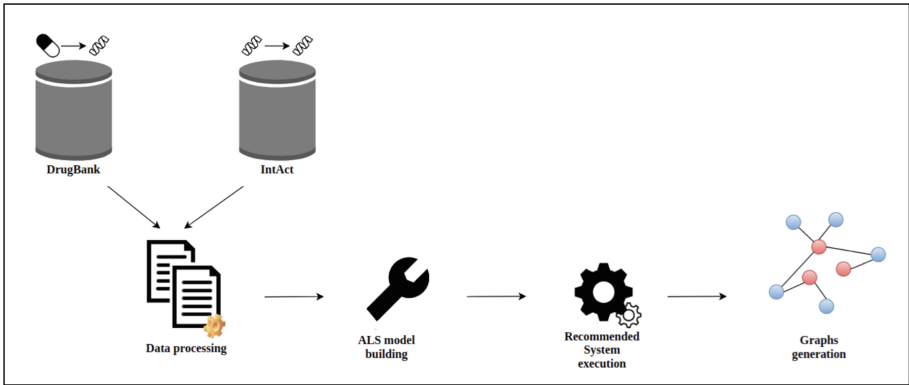 DrugBank
IntAct
Data processing
ALS model
building
Recommended
System
execution
Graphs
generation